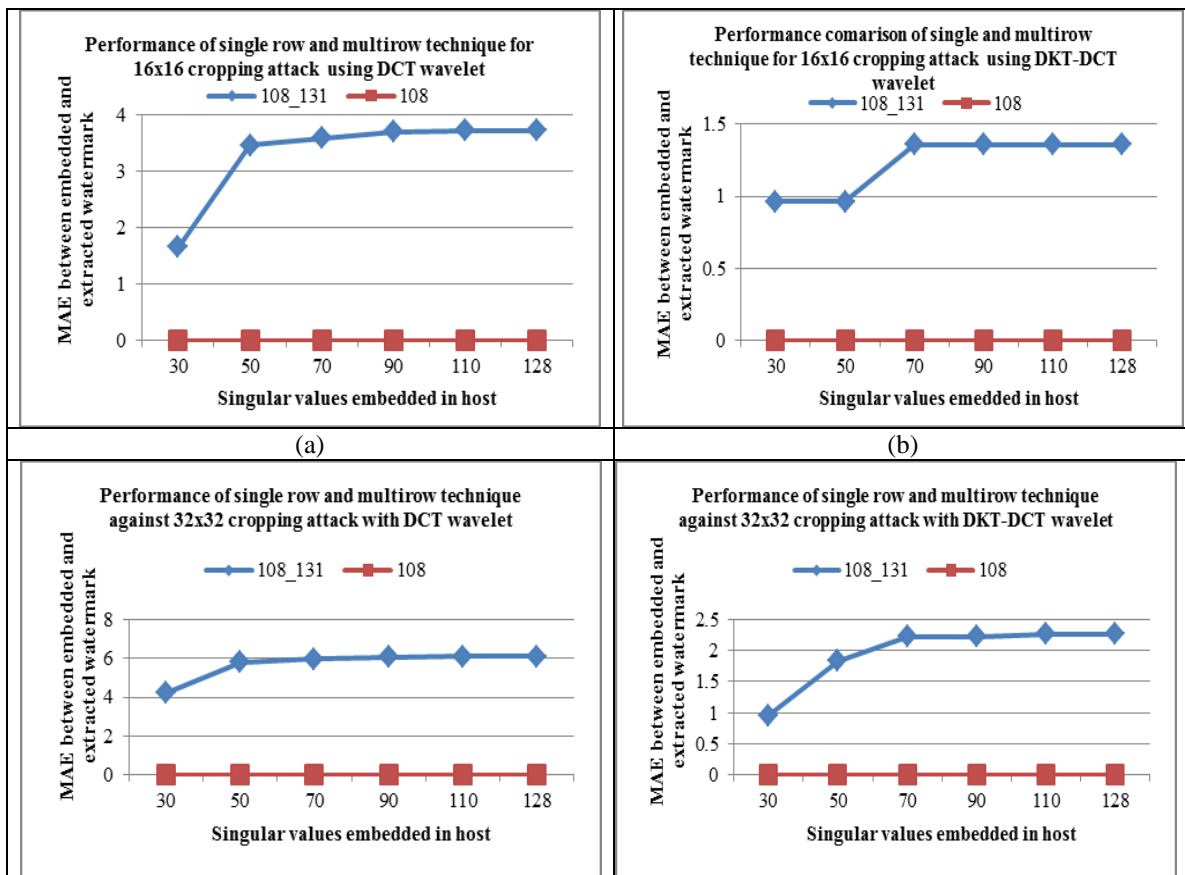 Performance of single row and multirow technique for
16x16 cropping attack using DCT wavelet
108_131 108
MAE between embedded and
extracted watermark
4
3
2
1
0
30 50 70 90 110 128
Singular values embedded in host
Performance comarison of single and multirow
technique for 16x16 cropping attack using DKT-DCT
wavelet
108_131 108
MAE between embedded and
extracted watermark
1.5
1
0.5
0
30 50 70 90 110 128
Singular values emedded in host
(a)
(b)
Performance of single row and multirow technique
against 32x32 cropping attack with DCT wavelet
108_131 108
MAE between embedded and
extracted watermark
8
6
4
2
0
30 50 70 90 110 128
Singular values embedded in host
Performance of single row and multirow technique
against 32x32 cropping attack with DKT-DCT wavelet
108_131 108
MAE between embedded and
extracted watermark
2.5
2
1.5
1
0.5
0
30 50 70 90 110 128
Singular values embedded in host